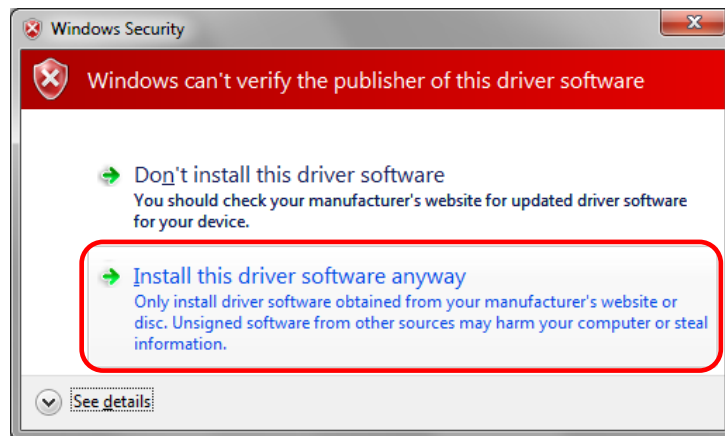 Windows Security
Windows can't verify the publisher of this driver software
Don't install this driver software
You should check your manufacturer's website for updated driver software
for your device.
Install this driver software anyway
Only install driver software obtained from your manufacturer's website or
disc. Unsigned software from other sources may harm your computer or steal
information.
See details